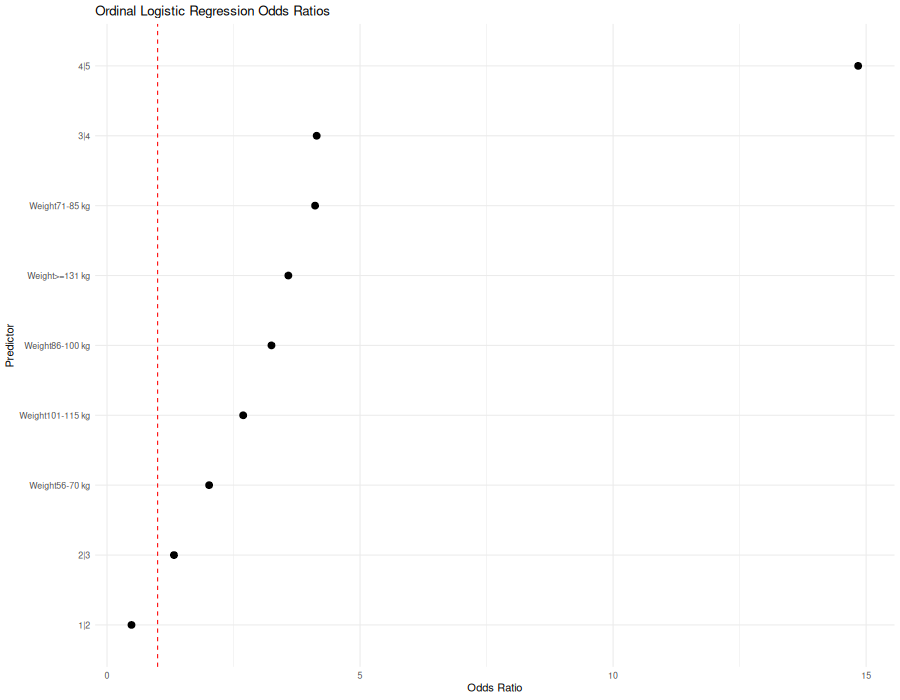 Ordinal Logistic Regression Odds Ratios
4|5
3|4
Weight71-85 kg
Weight>=131 kg
Weight86-100 kg
Weight101-115 kg
Weight56-70 kg
2|3
1|2
Predictor
0 5 10 15
Odds Ratio